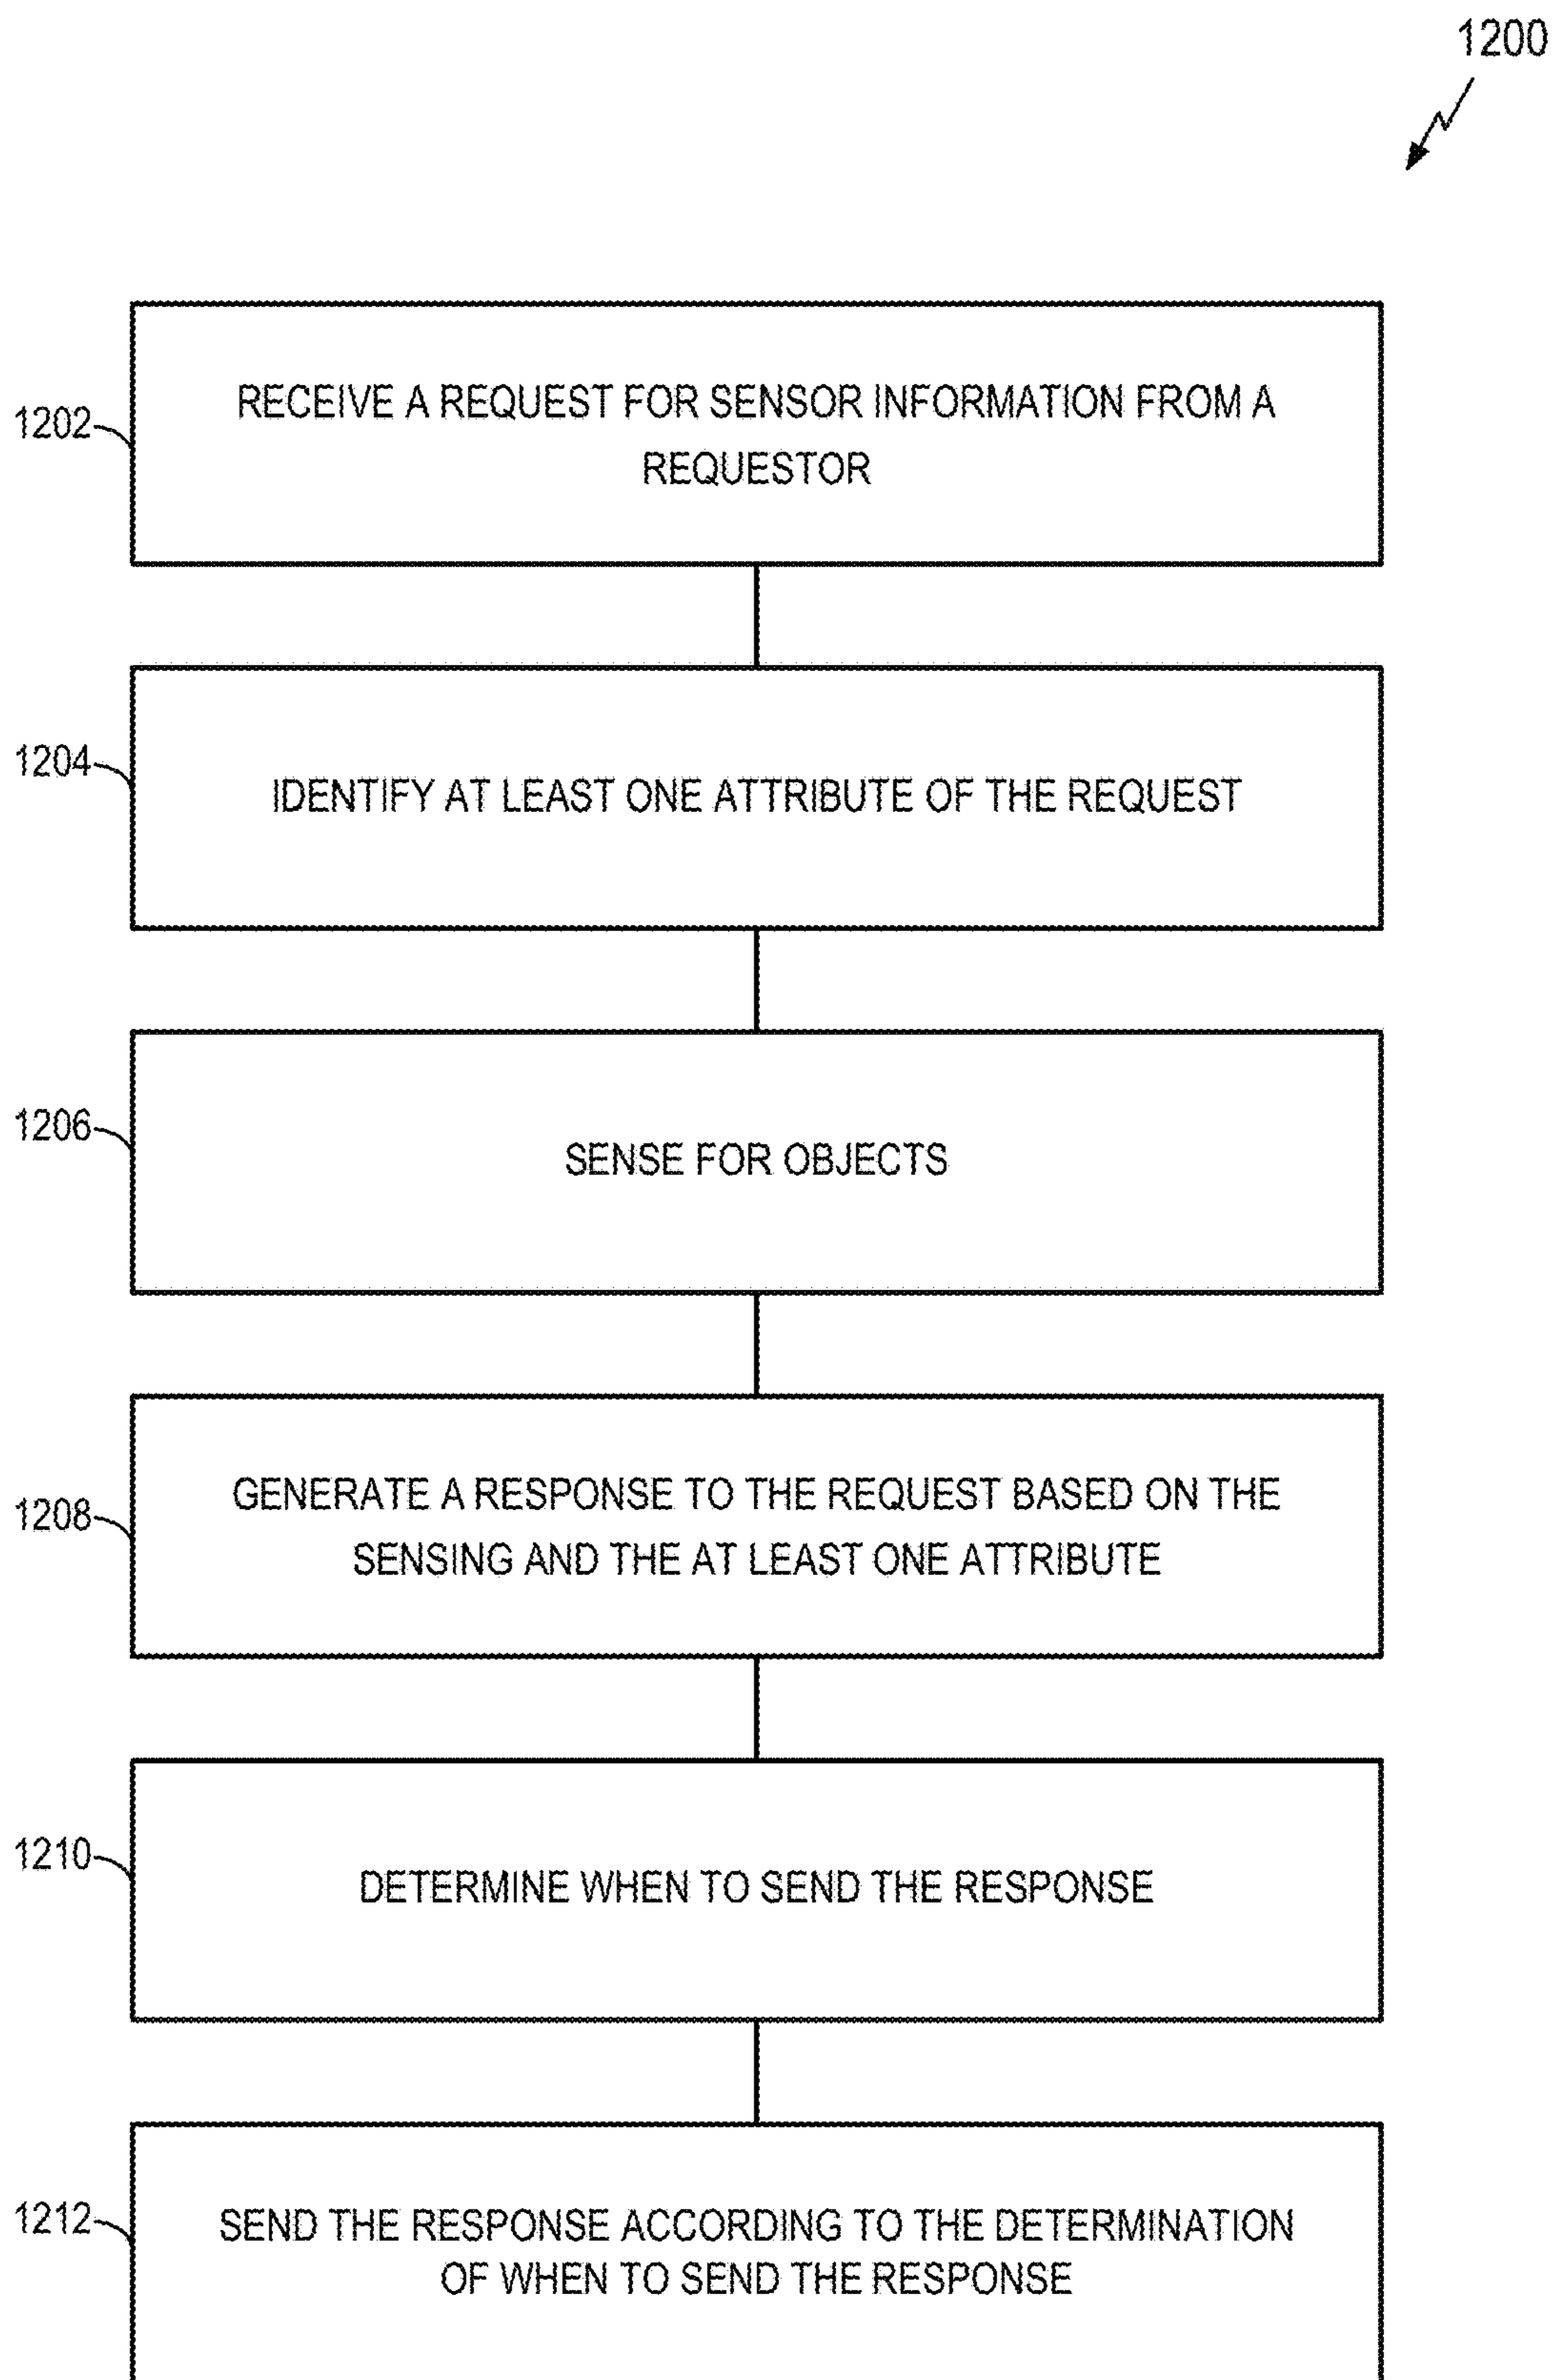 1200
1202
RECEIVE A REQUEST FOR SENSOR INFORMATION FROM A
REQUESTOR
1204
IDENTIFY AT LEAST ONE ATTRIBUTE OF THE REQUEST
1206
SENSE FOR OBJECTS
1208
GENERATE A RESPONSE TO THE REQUEST BASED ON THE
SENSING AND THE AT LEAST ONE ATTRIBUTE
1210
DETERMINE WHEN TO SEND THE RESPONSE
1212
SEND THE RESPONSE ACCORDING TO THE DETERMINATION
OF WHEN TO SEND THE RESPONSE